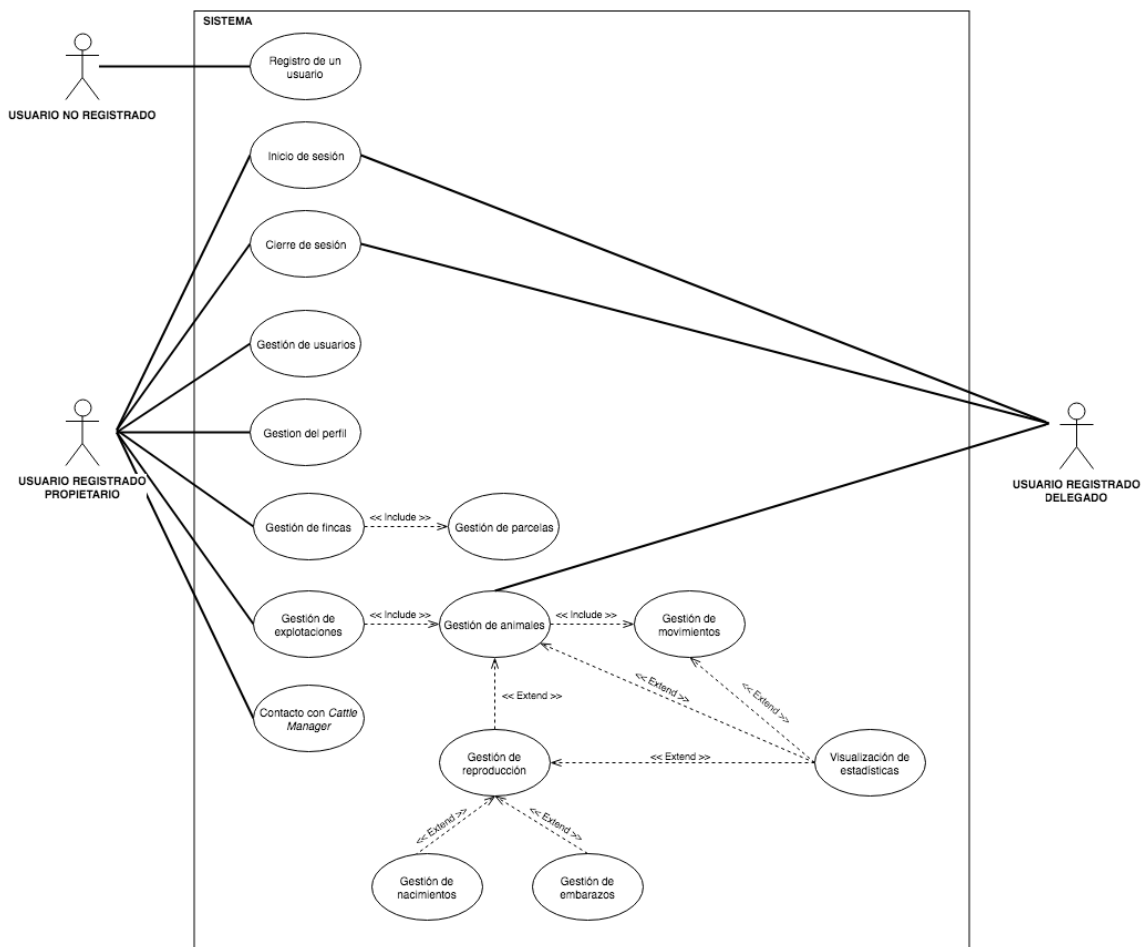 SISTEMA
Registro de un
usuario
USUARIO NO REGISTRADO
Inicio de sesión
Cierre de sesión
Gestión de usuarios
Gestion del perfil
USUARIO REGISTRADO
PROPIETARIO
USUARIO REGISTRADO
DELEGADO
Gestión de fincas
<< Include >>
Gestión de parcelas
Gestión de
explotaciones
<< Include >>
Gestión de animales
<< Include >>
Gestión de
movimientos
<< Extend >>
<< Extend >>
<< Extend >>
Contacto con Cattle
Manager
Gestión de
reproducción
<< Extend >>
Visualización de
estadísticas
<< Extend >>
<< Extend >>
Gestión de
nacimientos
Gestión de
embarazos